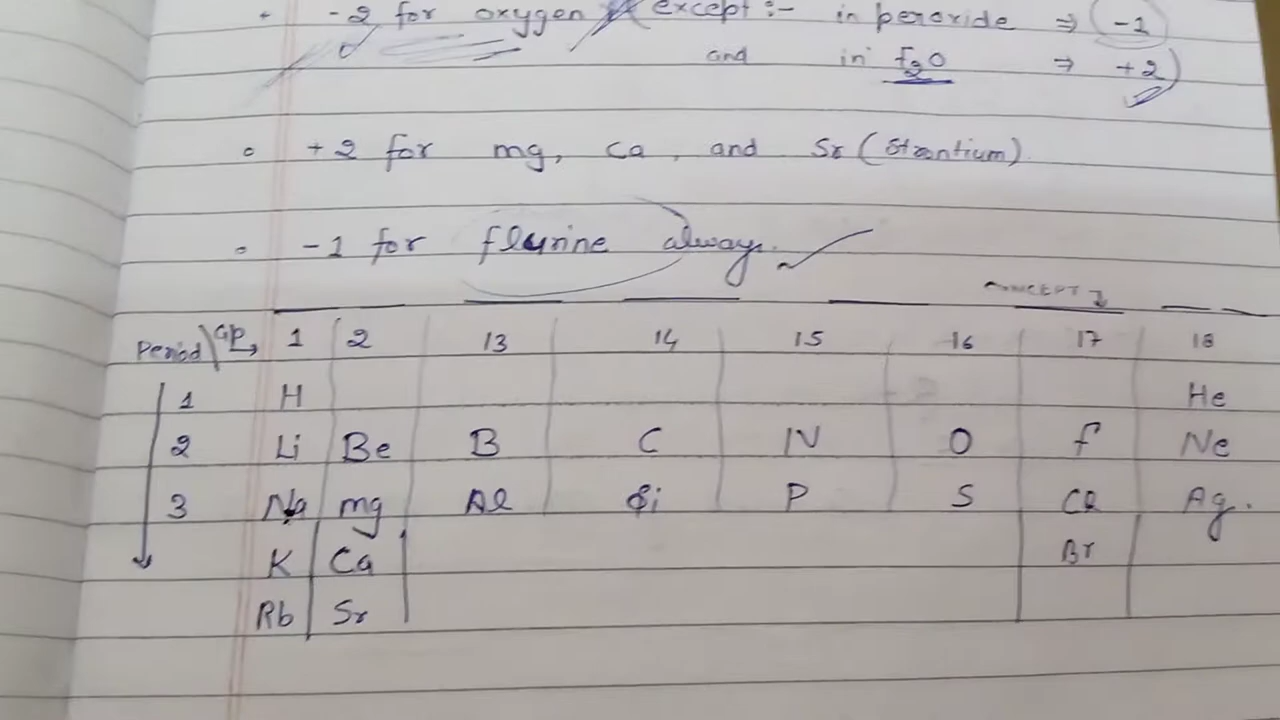 -2 for oxygen (except :- in peroxide ⇒ (-1
and in f2O ⇒ +2)
∘ +2 for mg, Ca, and Sr (Strontium)
∘ -1 for flurine always.
CONCEPT
Period\GP → 1 2 13 14 15 16 17 18
1 H He
2 Li Be B C N O f Ne
3 Na mg Al Si P S Cl Ag.
K Ca Br
Rb Sr